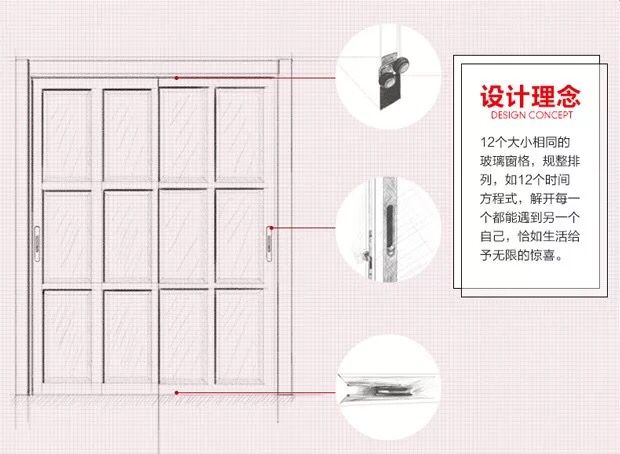 设计理念
DESIGN CONCEPT
12个大小相同的
玻璃窗格，规整排
列，如12个时间
方程式，解开每一
个都能遇到另一个
自己，恰如生活给
予无限的惊喜。